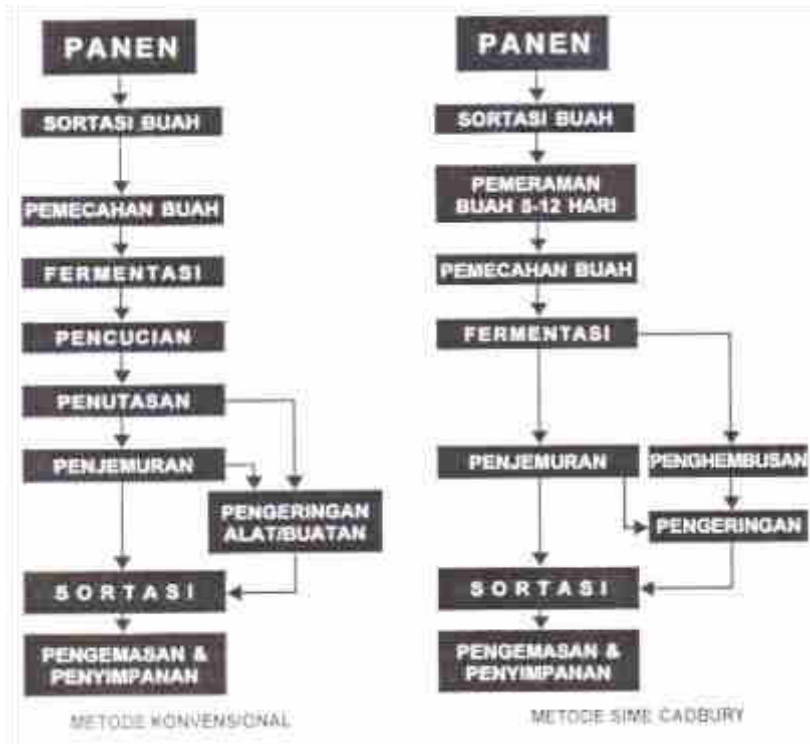 PANEN
SORTASI BUAH
PEMECAHAN BUAH
FERMENTASI
PENCUCIAN
PENUTASAN
PENJEMURAN
PENGERINGAN
ALAT/BUATAN
SORTASI
PENGEMASAN &
PENYIMPANAN
METODE KONVENSIONAL
PANEN
SORTASI BUAH
PEMERAMAN
BUAH 5-12 HARI
PEMECAHAN BUAH
FERMENTASI
PENJEMURAN
PENGHEMBUSAN
PENGERINGAN
SORTASI
PENGEMASAN &
PENYIMPANAN
METODE SIME CADBURY